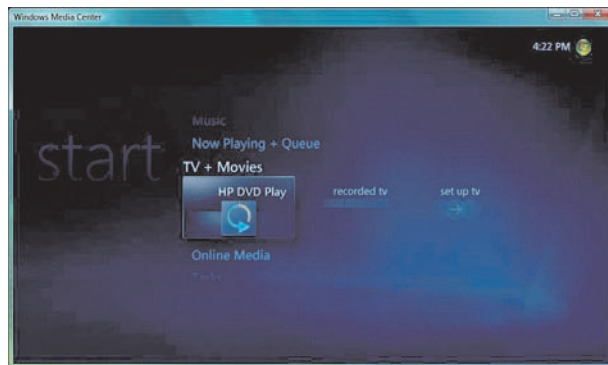 Windows Media Center
4:22 PM
start
Music
Now Playing + Queue
TV + Movies
HP DVD Play
recorded tv
set up tv
Online Media
Tasks